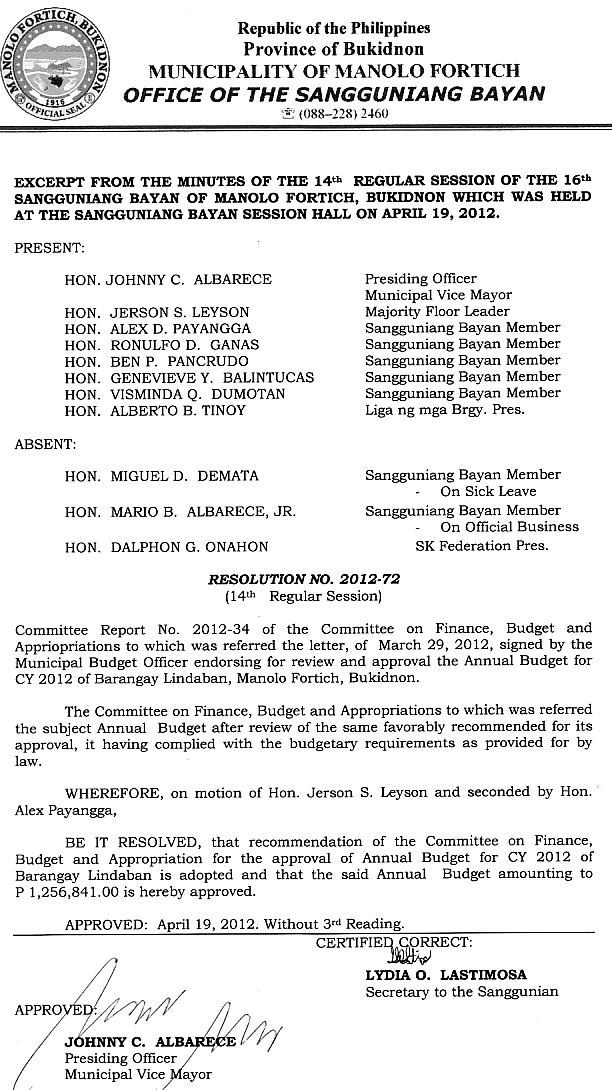 MANOLO FORTICH, BUKIDNON
1916
OFFICIAL SEAL
Republic of the Philippines
Province of Bukidnon
MUNICIPALITY OF MANOLO FORTICH
OFFICE OF THE SANGGUNIANG BAYAN
☏ (088–228) 2460
EXCERPT FROM THE MINUTES OF THE 14th REGULAR SESSION OF THE 16th
SANGGUNIANG BAYAN OF MANOLO FORTICH, BUKIDNON WHICH WAS HELD
AT THE SANGGUNIANG BAYAN SESSION HALL ON APRIL 19, 2012.
PRESENT:
HON. JOHNNY C. ALBARECE Presiding Officer
Municipal Vice Mayor
HON. JERSON S. LEYSON Majority Floor Leader
HON. ALEX D. PAYANGGA Sangguniang Bayan Member
HON. RONULFO D. GANAS Sangguniang Bayan Member
HON. BEN P. PANCRUDO Sangguniang Bayan Member
HON. GENEVIEVE Y. BALINTUCAS Sangguniang Bayan Member
HON. VISMINDA Q. DUMOTAN Sangguniang Bayan Member
HON. ALBERTO B. TINOY Liga ng mga Brgy. Pres.
ABSENT:
HON. MIGUEL D. DEMATA Sangguniang Bayan Member
- On Sick Leave
HON. MARIO B. ALBARECE, JR. Sangguniang Bayan Member
- On Official Business
HON. DALPHON G. ONAHON SK Federation Pres.
RESOLUTION NO. 2012-72
(14th Regular Session)
Committee Report No. 2012-34 of the Committee on Finance, Budget and
Appriopriations to which was referred the letter, of March 29, 2012, signed by the
Municipal Budget Officer endorsing for review and approval the Annual Budget for
CY 2012 of Barangay Lindaban, Manolo Fortich, Bukidnon.
The Committee on Finance, Budget and Appropriations to which was referred
the subject Annual Budget after review of the same favorably recommended for its
approval, it having complied with the budgetary requirements as provided for by
law.
WHEREFORE, on motion of Hon. Jerson S. Leyson and seconded by Hon.
Alex Payangga,
BE IT RESOLVED, that recommendation of the Committee on Finance,
Budget and Appropriation for the approval of Annual Budget for CY 2012 of
Barangay Lindaban is adopted and that the said Annual Budget amounting to
P 1,256,841.00 is hereby approved.
APPROVED: April 19, 2012. Without 3rd Reading.
CERTIFIED CORRECT:
LYDIA O. LASTIMOSA
Secretary to the Sanggunian
APPROVED:
JOHNNY C. ALBARECE
Presiding Officer
Municipal Vice Mayor